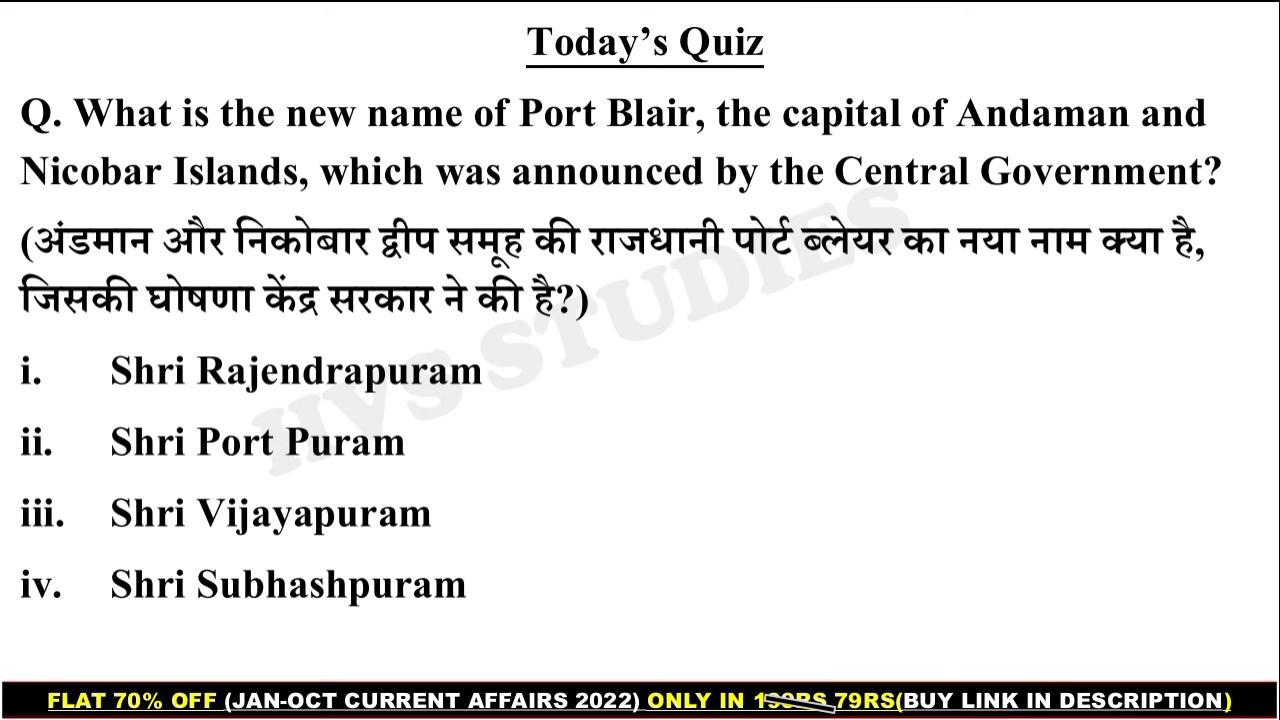 Today’s Quiz
Q. What is the new name of Port Blair, the capital of Andaman and
Nicobar Islands, which was announced by the Central Government?
(अंडमान और निकोबार द्वीप समूह की राजधानी पोर्ट ब्लेयर का नया नाम क्या है,
जिसकी घोषणा केंद्र सरकार ने की है?)
i. Shri Rajendrapuram
ii. Shri Port Puram
iii. Shri Vijayapuram
iv. Shri Subhashpuram
HVS STUDIES
FLAT 70% OFF (JAN-OCT CURRENT AFFAIRS 2022) ONLY IN 79RS(BUY LINK IN DESCRIPTION)